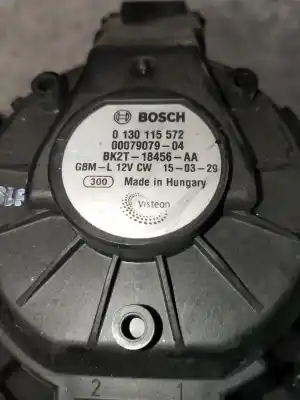 BOSCH
0 130 115 572
00079079-04
BK2T-18456-AA
GBM-L 12V CW 15-03-29
300 Made in Hungary
Visteon
2 1